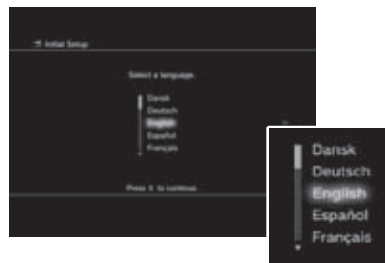 Initial Setup
Select a language.
Dansk
Deutsch
English
Español
Français
Press to continue.
Dansk
Deutsch
English
Español
Français